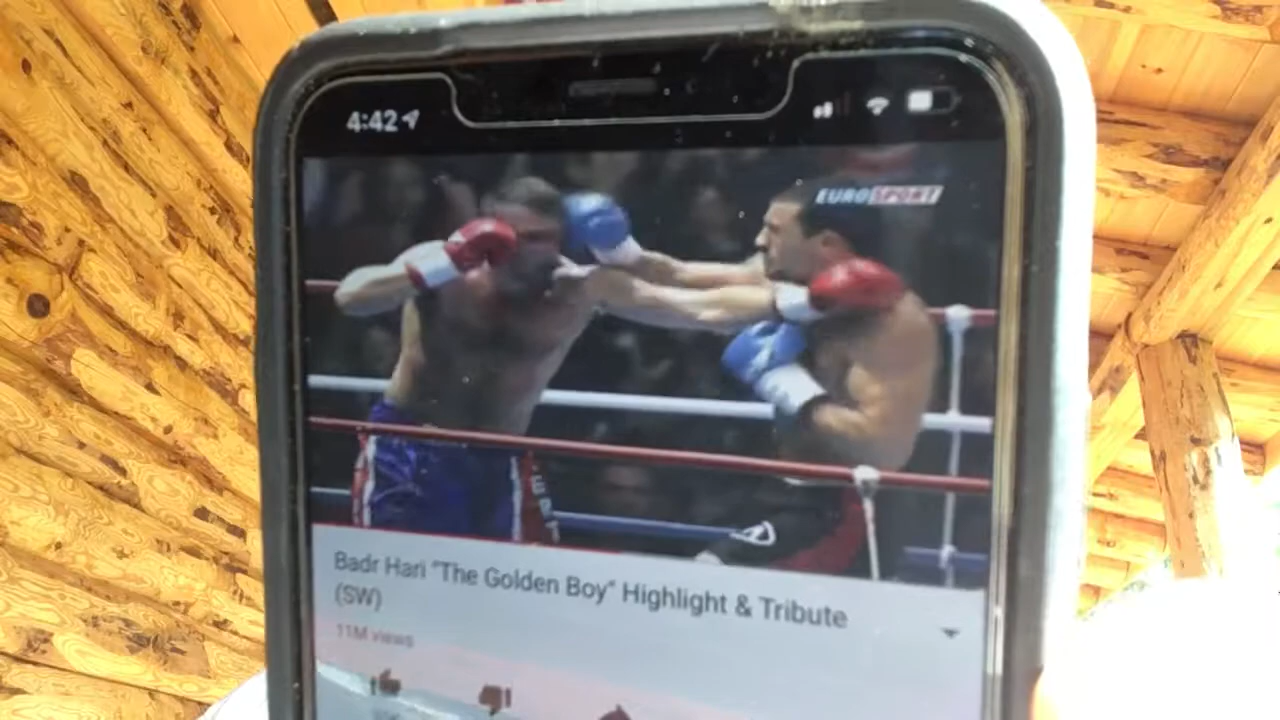 4:42
EUROSPORT
Badr Hari "The Golden Boy" Highlight & Tribute
(SW)
11M views